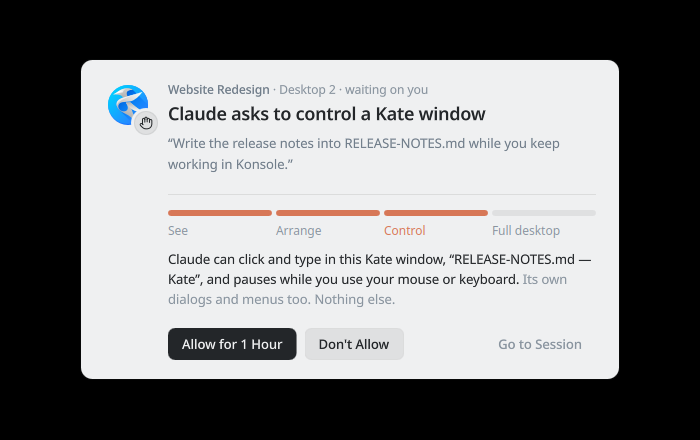 Website Redesign · Desktop 2 · waiting on you
Claude asks to control a Kate window
“Write the release notes into RELEASE-NOTES.md while you keep
working in Konsole.”
See Arrange Control Full desktop
Claude can click and type in this Kate window, “RELEASE-NOTES.md —
Kate”, and pauses while you use your mouse or keyboard. Its own
dialogs and menus too. Nothing else.
Allow for 1 Hour Don't Allow Go to Session